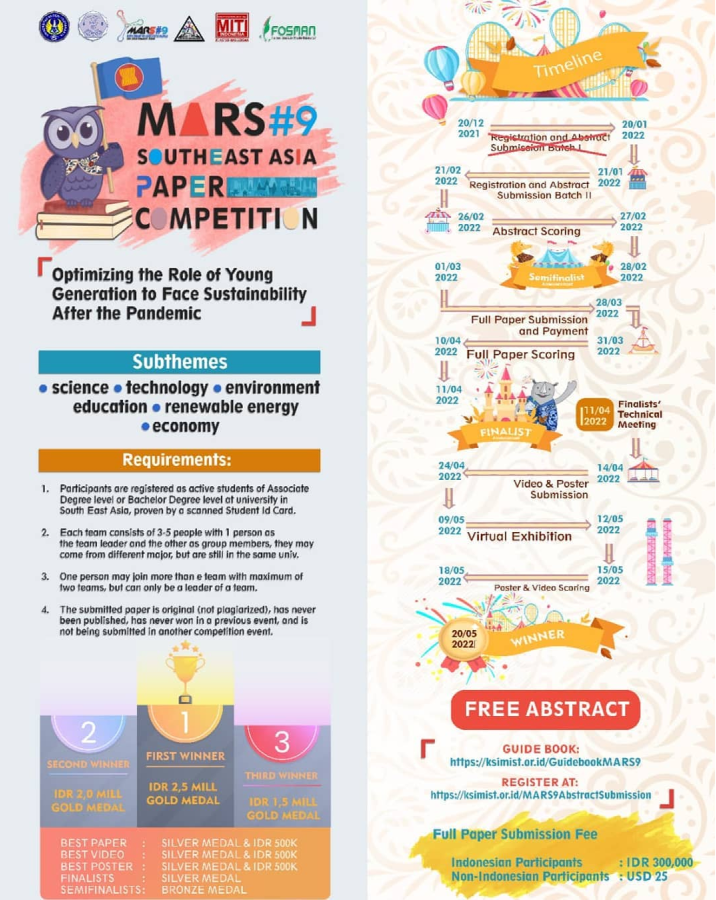 MARS#9
MIT
INDONESIA
FOSMAN
MARS#9
SOUTHEAST ASIA
PAPER
COMPETITION
Optimizing the Role of Young
Generation to Face Sustainability
After the Pandemic
Subthemes
• science • technology • environment
education • renewable energy
• economy
Requirements:
1. Participants are registered as active students of Associate
Degree level or Bachelor Degree level at university in
South East Asia, proven by a scanned Student Id Card.
2. Each team consists of 3-5 people with 1 person as
the team leader and the other as group members, they may
come from different major, but are still in the same univ.
3. One person may join more than e team with maximum of
two teams, but can only be a leader of a team.
4. The submitted paper is original (not plagiarized), has never
been published, has never won in a previous event, and is
not being submitted in another competition event.
2
SECOND WINNER
IDR 2,0 MILL
GOLD MEDAL
1
FIRST WINNER
IDR 2,5 MILL
GOLD MEDAL
3
THIRD WINNER
IDR 1,5 MILL
GOLD MEDAL
BEST PAPER : SILVER MEDAL & IDR 500K
BEST VIDEO : SILVER MEDAL & IDR 500K
BEST POSTER : SILVER MEDAL & IDR 500K
FINALISTS : SILVER MEDAL
SEMIFINALISTS: BRONZE MEDAL
Timeline
20/12
2021
20/01
2022
Registration and Abstract
Submission Batch I
21/02
2022
21/01
2022
Registration and Abstract
Submission Batch II
26/02
2022
27/02
2022
Abstract Scoring
01/03
2022
Semifinalist
28/02
2022
28/03
2022
Full Paper Submission
and Payment
10/04
2022
31/03
2022
Full Paper Scoring
11/04
2022
FINALIST
11/04
2022
Finalists'
Technical
Meeting
24/04
2022
14/04
2022
Video & Poster
Submission
09/05
2022
12/05
2022
Virtual Exhibition
18/05
2022
15/05
2022
Poster & Video Scoring
20/05
2022
WINNER
FREE ABSTRACT
GUIDE BOOK:
https://ksimist.or.id/GuidebookMARS9
REGISTER AT:
https://ksimist.or.id/MARS9AbstractSubmission
Full Paper Submission Fee
Indonesian Participants : IDR 300,000
Non-Indonesian Participants : USD 25